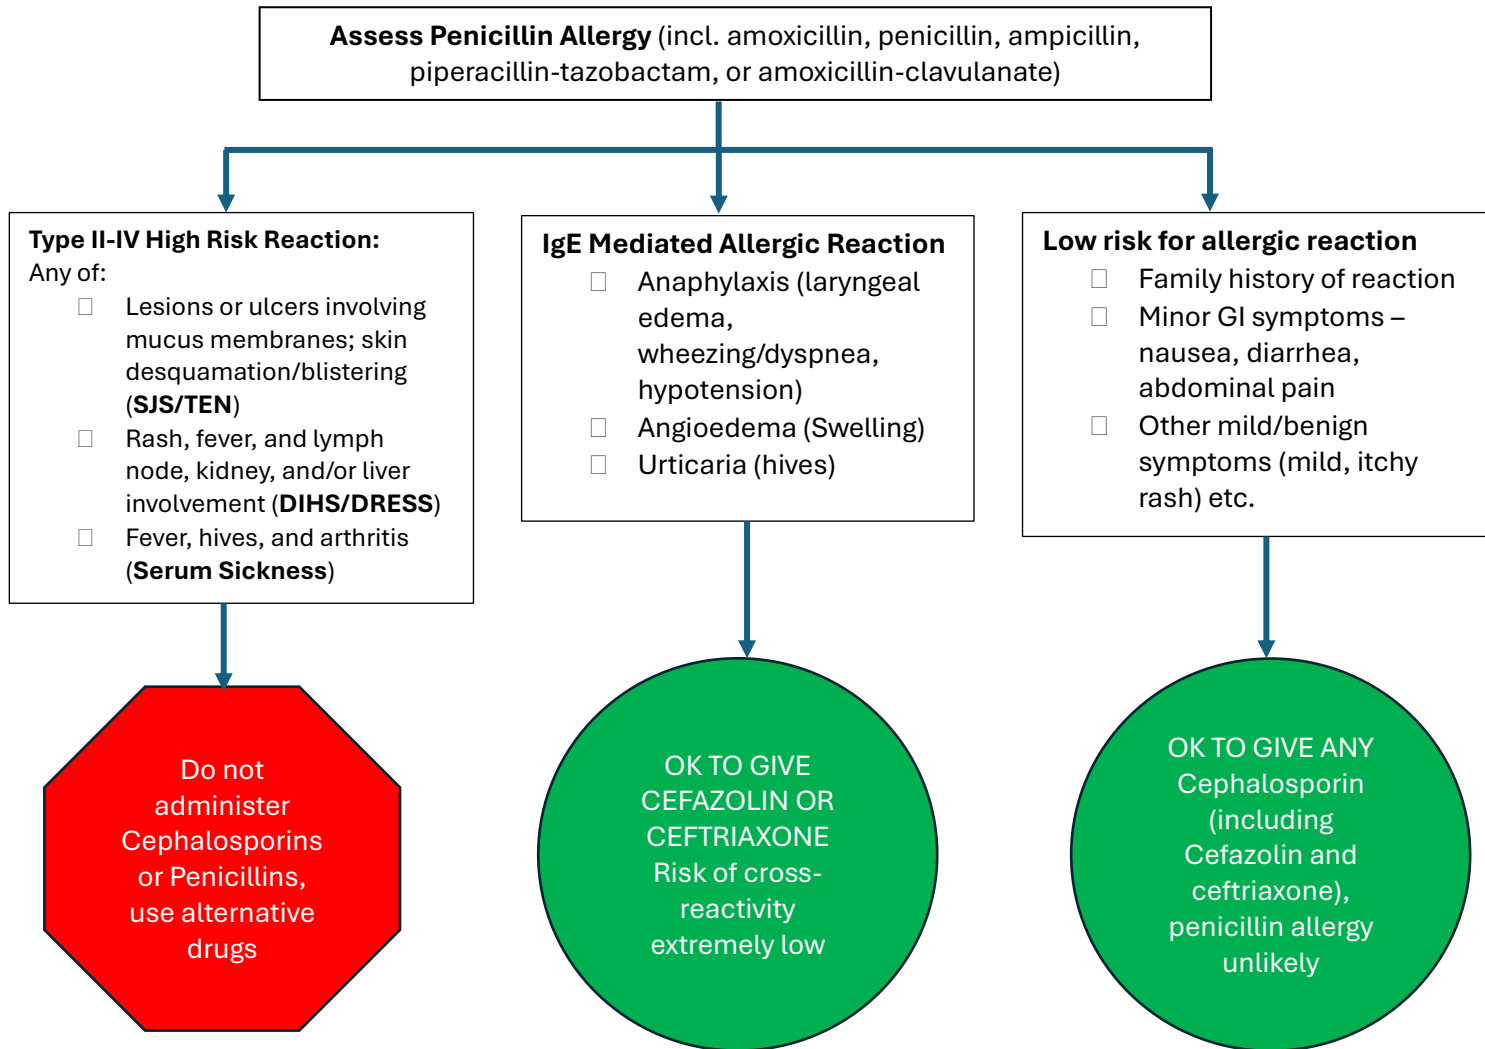 Assess Penicillin Allergy (incl. amoxicillin, penicillin, ampicillin,
piperacillin-tazobactam, or amoxicillin-clavulanate)
Type II-IV High Risk Reaction:
Any of:
Lesions or ulcers involving
mucus membranes; skin
desquamation/blistering
(SJS/TEN)
Rash, fever, and lymph
node, kidney, and/or liver
involvement (DIHS/DRESS)
Fever, hives, and arthritis
(Serum Sickness)
IgE Mediated Allergic Reaction
Anaphylaxis (laryngeal
edema,
wheezing/dyspnea,
hypotension)
Angioedema (Swelling)
Urticaria (hives)
Low risk for allergic reaction
Family history of reaction
Minor GI symptoms –
nausea, diarrhea,
abdominal pain
Other mild/benign
symptoms (mild, itchy
rash) etc.
Do not
administer
Cephalosporins
or Penicillins,
use alternative
drugs
OK TO GIVE
CEFAZOLIN OR
CEFTRIAXONE
Risk of cross-
reactivity
extremely low
OK TO GIVE ANY
Cephalosporin
(including
Cefazolin and
ceftriaxone),
penicillin allergy
unlikely